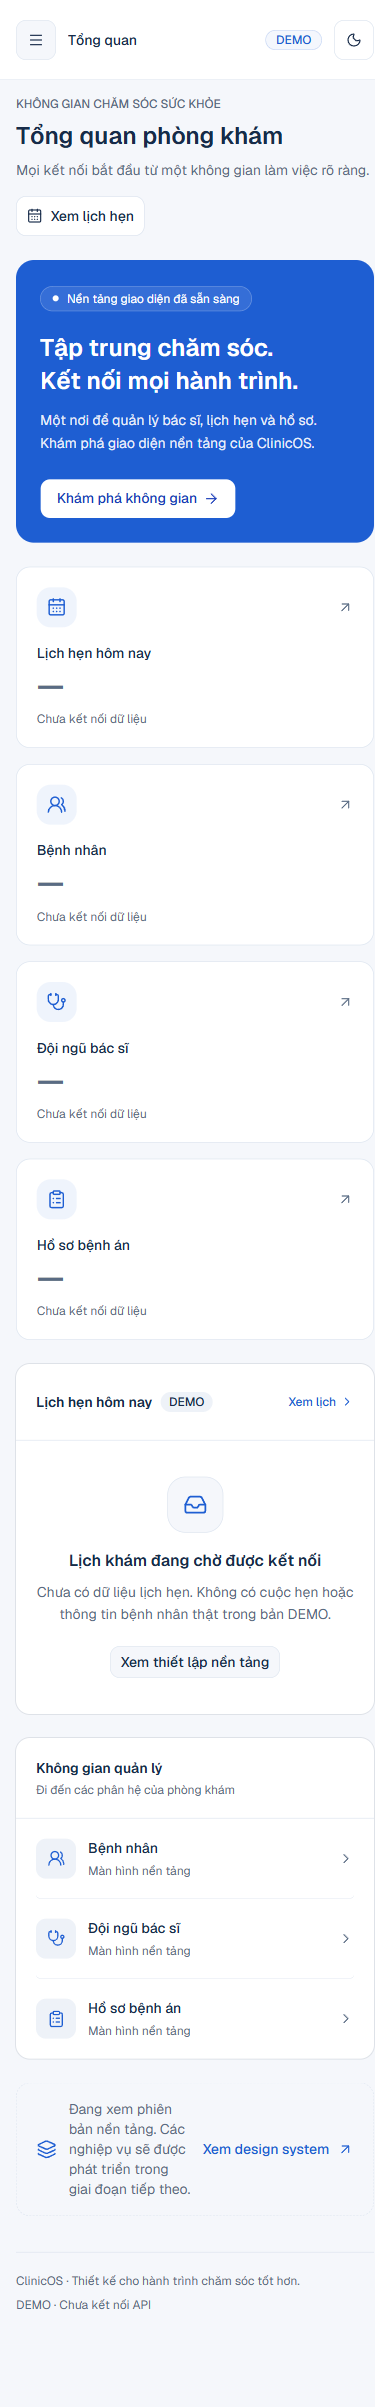 Tổng quan
DEMO
KHÔNG GIAN CHĂM SÓC SỨC KHỎE
Tổng quan phòng khám
Mọi kết nối bắt đầu từ một không gian làm việc rõ ràng.
Xem lịch hẹn
Nền tảng giao diện đã sẵn sàng
Tập trung chăm sóc.
Kết nối mọi hành trình.
Một nơi để quản lý bác sĩ, lịch hẹn và hồ sơ.
Khám phá giao diện nền tảng của ClinicOS.
Khám phá không gian
Lịch hẹn hôm nay
—
Chưa kết nối dữ liệu
Bệnh nhân
—
Chưa kết nối dữ liệu
Đội ngũ bác sĩ
—
Chưa kết nối dữ liệu
Hồ sơ bệnh án
—
Chưa kết nối dữ liệu
Lịch hẹn hôm nay DEMO Xem lịch
Lịch khám đang chờ được kết nối
Chưa có dữ liệu lịch hẹn. Không có cuộc hẹn hoặc
thông tin bệnh nhân thật trong bản DEMO.
Xem thiết lập nền tảng
Không gian quản lý
Đi đến các phân hệ của phòng khám
Bệnh nhân
Màn hình nền tảng
Đội ngũ bác sĩ
Màn hình nền tảng
Hồ sơ bệnh án
Màn hình nền tảng
Đang xem phiên
bản nền tảng. Các
nghiệp vụ sẽ được
phát triển trong
giai đoạn tiếp theo.
Xem design system
ClinicOS · Thiết kế cho hành trình chăm sóc tốt hơn.
DEMO · Chưa kết nối API